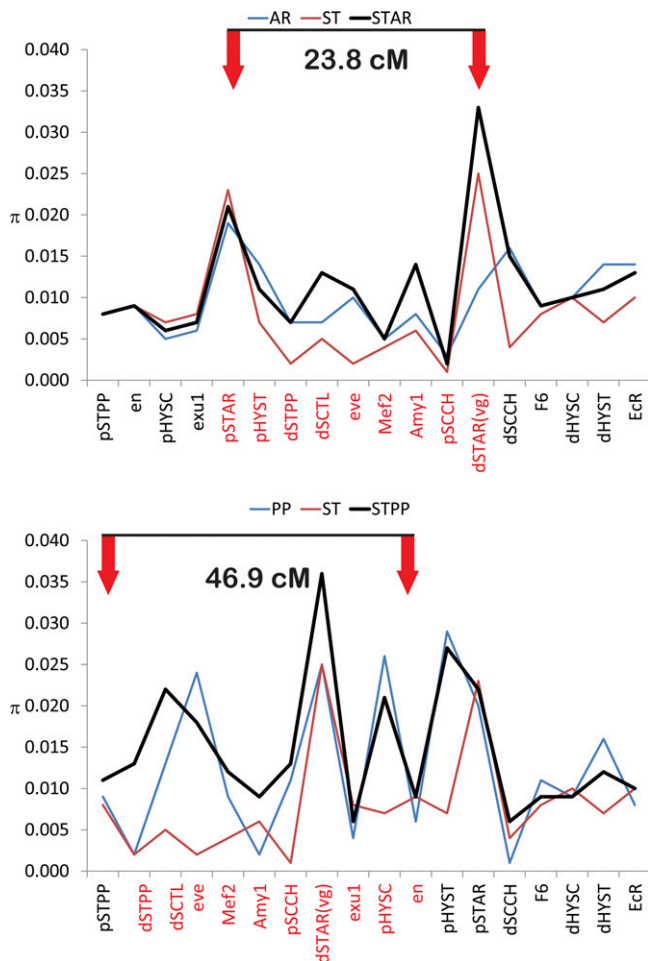 AR ST STAR
0.040
0.035
0.030
0.025
0.020
0.015
0.010
0.005
0.000
π
23.8 cM
pSTPP
en
pHYSC
exu1
pSTAR
pHYST
dSTPP
dSCTL
eve
Mef2
Amy1
pSCCH
dSTAR(vg)
dSCCH
F6
dHYSC
dHYST
EcR
PP ST STPP
0.040
0.035
0.030
0.025
0.020
0.015
0.010
0.005
0.000
π
46.9 cM
pSTPP
dSTPP
dSCTL
eve
Mef2
Amy1
pSCCH
dSTAR(vg)
exu1
pHYSC
en
pHYST
pSTAR
dSCCH
F6
dHYSC
dHYST
EcR